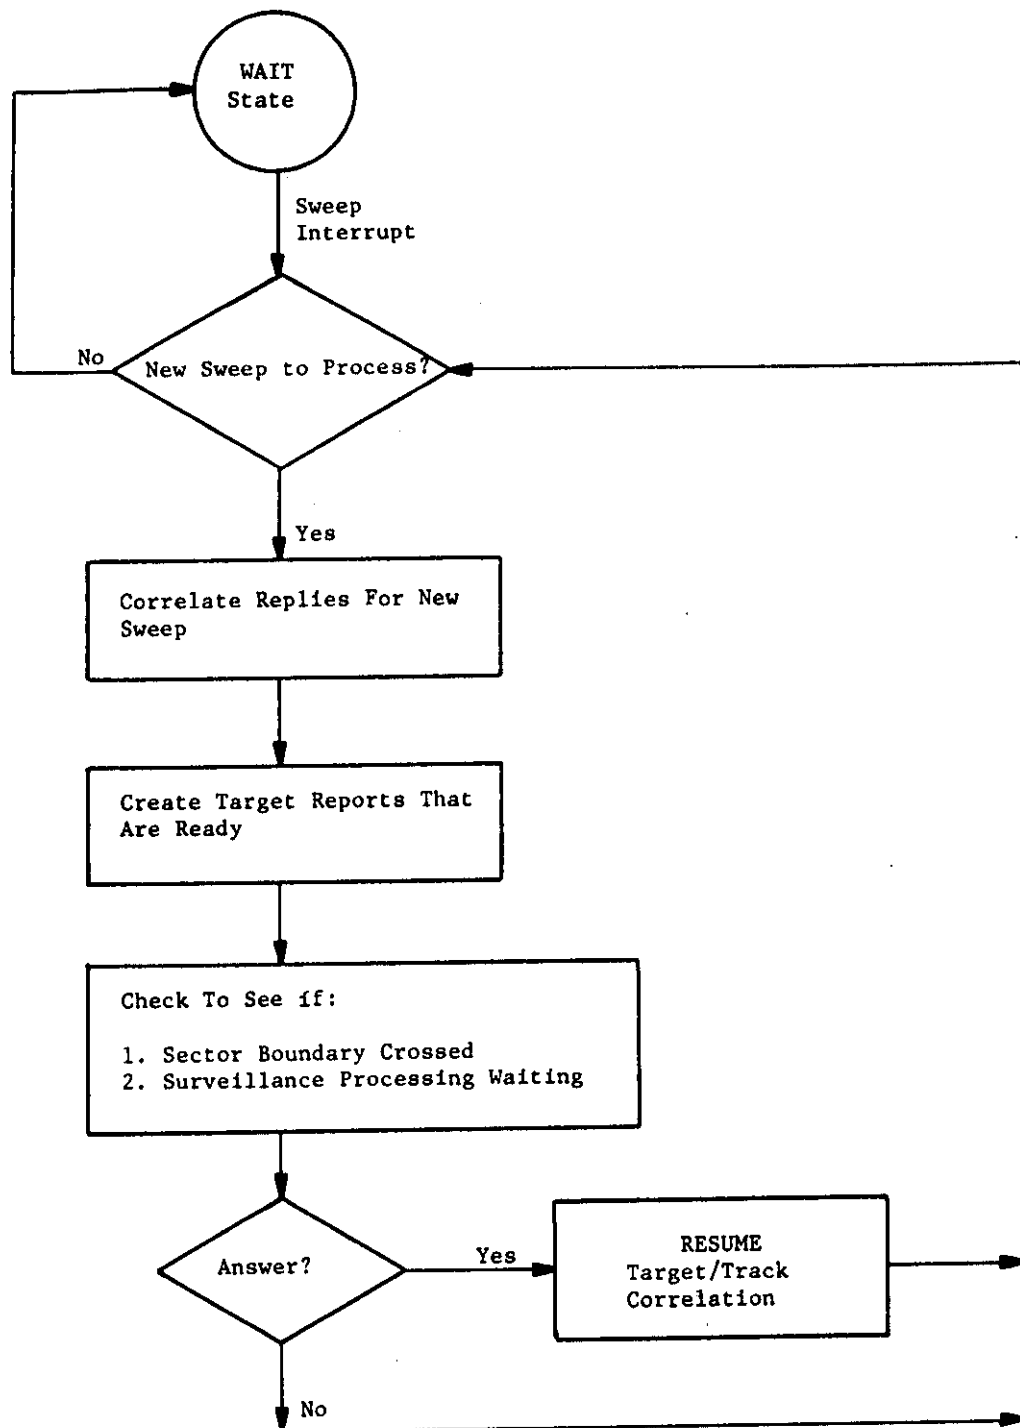 WAIT
State
Sweep
Interrupt
No
New Sweep to Process?
Yes
Correlate Replies For New
Sweep
Create Target Reports That
Are Ready
Check To See if:
1. Sector Boundary Crossed
2. Surveillance Processing Waiting
Answer?
Yes
RESUME
Target/Track
Correlation
No